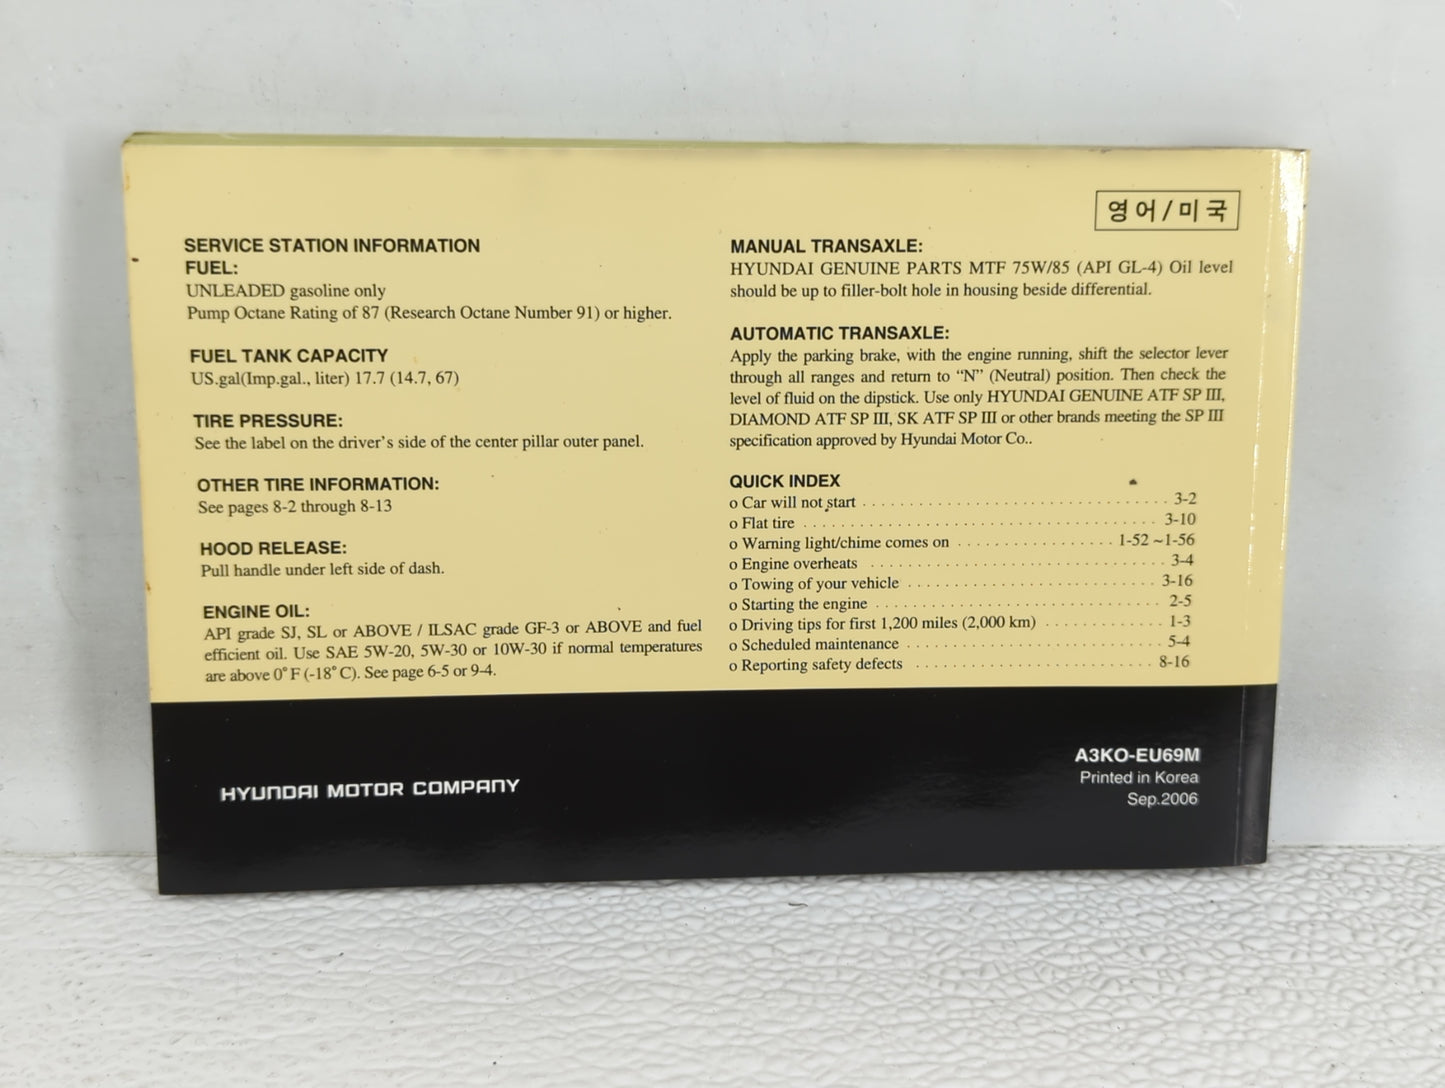 영어/미국
SERVICE STATION INFORMATION
FUEL:
UNLEADED gasoline only
Pump Octane Rating of 87 (Research Octane Number 91) or higher.
FUEL TANK CAPACITY
US.gal(Imp.gal., liter) 17.7 (14.7, 67)
TIRE PRESSURE:
See the label on the driver's side of the center pillar outer panel.
OTHER TIRE INFORMATION:
See pages 8-2 through 8-13
HOOD RELEASE:
Pull handle under left side of dash.
ENGINE OIL:
API grade SJ, SL or ABOVE / ILSAC grade GF-3 or ABOVE and fuel
efficient oil. Use SAE 5W-20, 5W-30 or 10W-30 if normal temperatures
are above 0°F (-18°C). See page 6-5 or 9-4.
MANUAL TRANSAXLE:
HYUNDAI GENUINE PARTS MTF 75W/85 (API GL-4) Oil level
should be up to filler-bolt hole in housing beside differential.
AUTOMATIC TRANSAXLE:
Apply the parking brake, with the engine running, shift the selector lever
through all ranges and return to “N” (Neutral) position. Then check the
level of fluid on the dipstick. Use only HYUNDAI GENUINE ATF SP III,
DIAMOND ATF SP III, SK ATF SP III or other brands meeting the SP III
specification approved by Hyundai Motor Co..
QUICK INDEX
o Car will not start . . . . . . . . . . . . . . . . . . . . 3-2
o Flat tire . . . . . . . . . . . . . . . . . . . . 3-10
o Warning light/chime comes on . . . . . . . . . . . . . . 1-52 ~1-56
o Engine overheats . . . . . . . . . . . . . . . . . . . . 3-4
o Towing of your vehicle . . . . . . . . . . . . . . . . . . . . 3-16
o Starting the engine . . . . . . . . . . . . . . . . . . . . 2-5
o Driving tips for first 1,200 miles (2,000 km) . . . . . . . . . . . 1-3
o Scheduled maintenance . . . . . . . . . . . . . . . . . . . . 5-4
o Reporting safety defects . . . . . . . . . . . . . . . . . . . . 8-16
HYUNDAI MOTOR COMPANY
A3KO-EU69M
Printed in Korea
Sep.2006